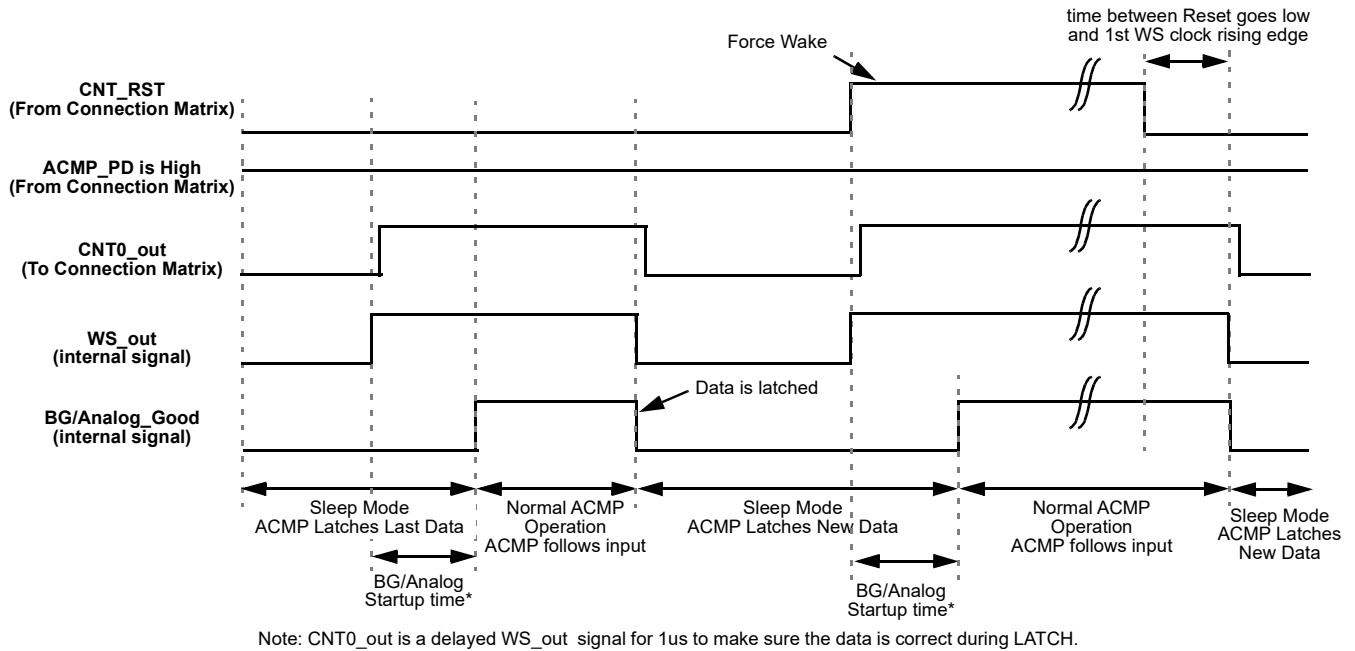 time between Reset goes low
and 1st WS clock rising edge
Force Wake
CNT_RST
(From Connection Matrix)
ACMP_PD is High
(From Connection Matrix)
CNT0_out
(To Connection Matrix)
WS_out
(internal signal)
Data is latched
BG/Analog_Good
(internal signal)
Sleep Mode
ACMP Latches Last Data
Normal ACMP
Operation
ACMP follows input
Sleep Mode
ACMP Latches New Data
Normal ACMP
Operation
ACMP follows input
Sleep Mode
ACMP Latches
New Data
BG/Analog
Startup time*
BG/Analog
Startup time*
Note: CNT0_out is a delayed WS_out signal for 1us to make sure the data is correct during LATCH.